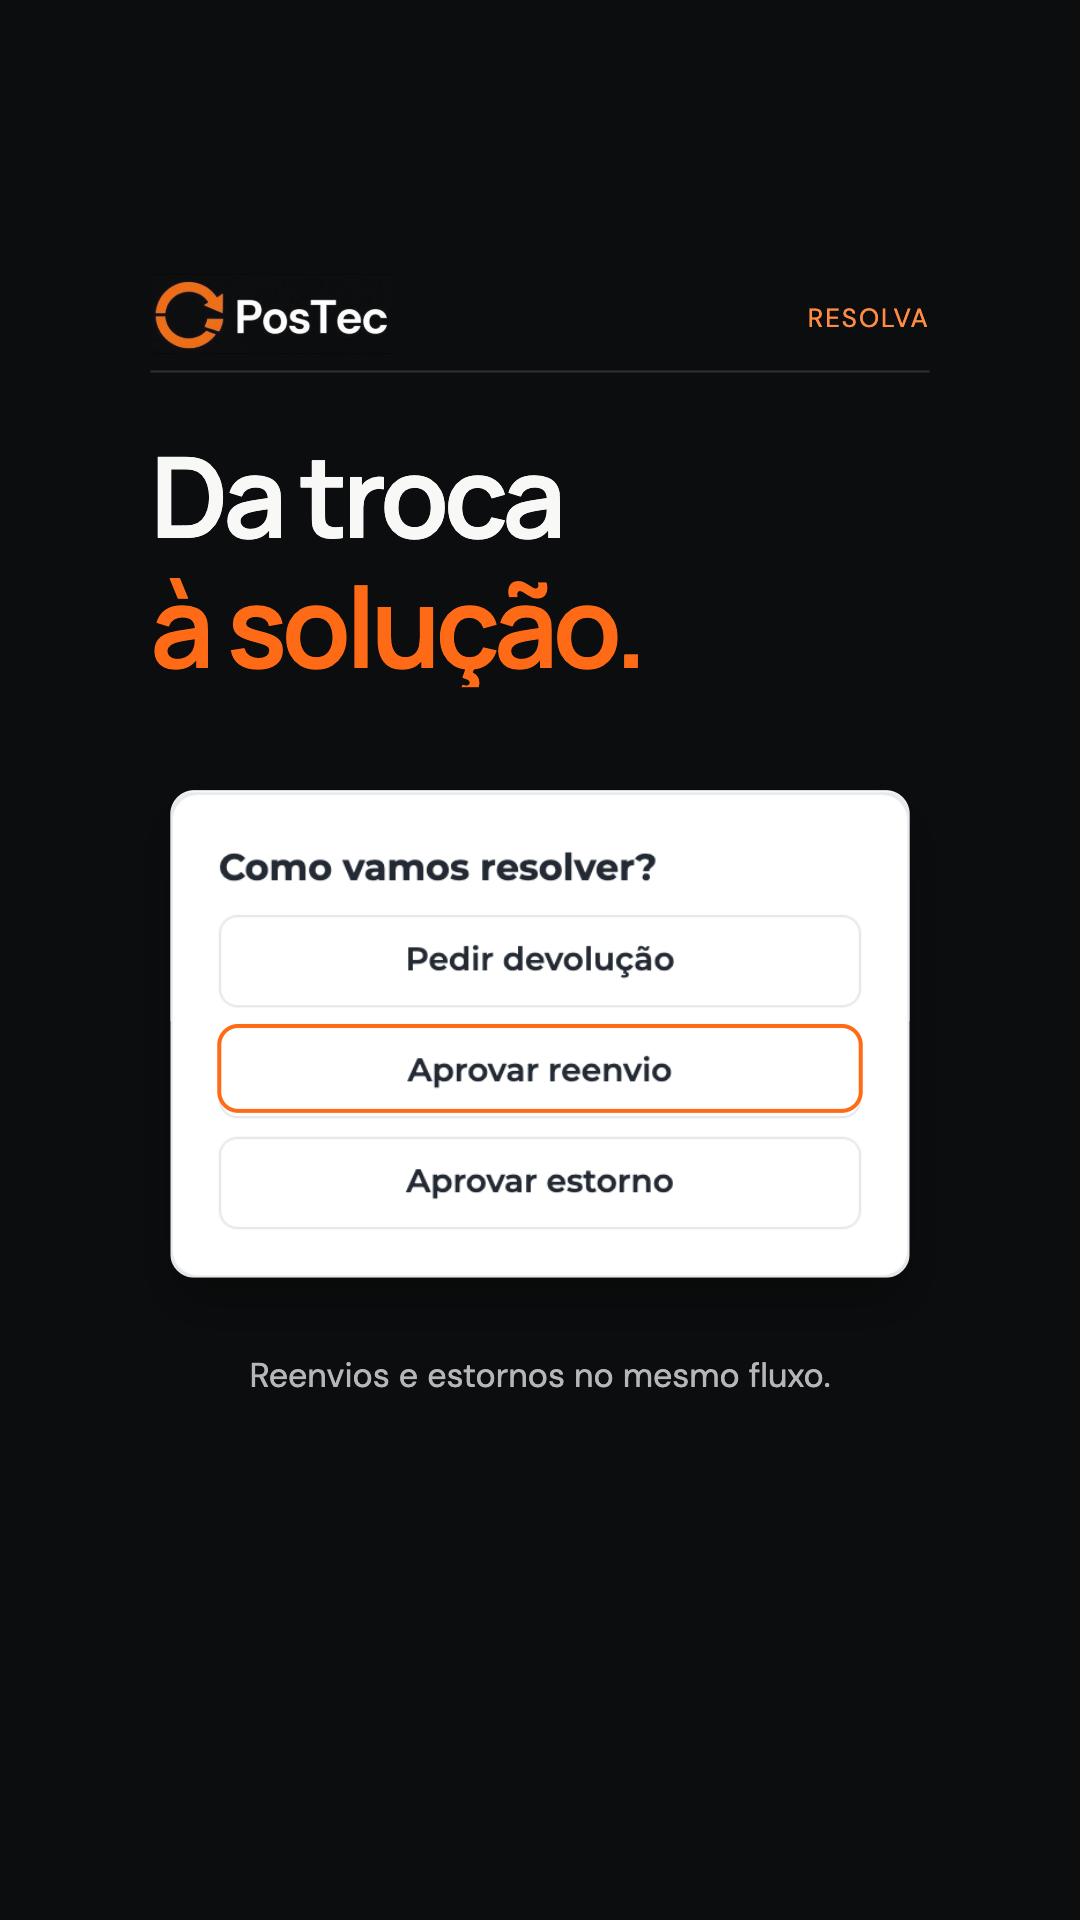 PosTec
RESOLVA
Da troca
à solução.
Como vamos resolver?
Pedir devolução
Aprovar reenvio
Aprovar estorno
Reenvios e estornos no mesmo fluxo.